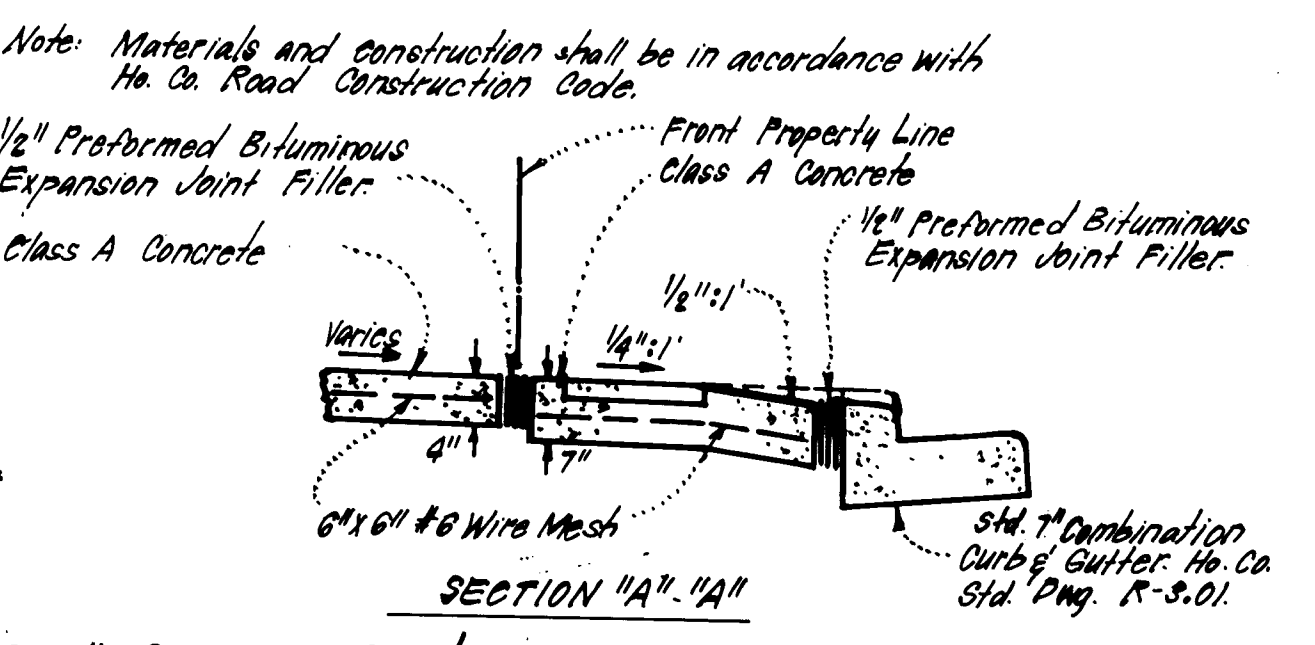 Note: Materials and construction shall be in accordance with
Ho. Co. Road Construction Code.
1/2" Preformed Bituminous
Expansion Joint Filler.
Front Property Line
Class A Concrete
1/2" Preformed Bituminous
Expansion Joint Filler.
Class A Concrete
1/2":1'
Varies
1/4":1'
4"
7"
6"x6" #6 Wire Mesh
Std. 7" Combination
Curb & Gutter. Ho. Co.
Std. Dwg. R-3.01.
SECTION "A"-"A"